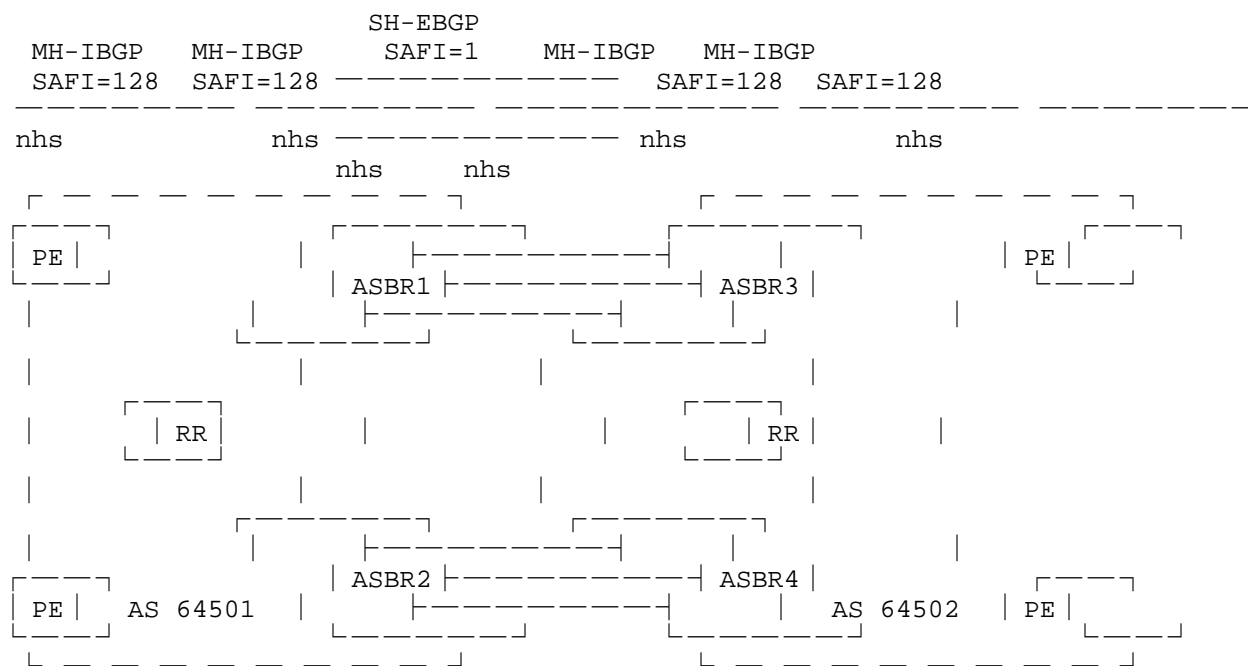 SH-EBGP
MH-IBGP MH-IBGP SAFI=1 MH-IBGP MH-IBGP
SAFI=128 SAFI=128 SAFI=128 SAFI=128
nhs nhs nhs nhs
nhs nhs
PE PE
ASBR1 ASBR3
RR RR
ASBR2 ASBR4
PE AS 64501 AS 64502 PE